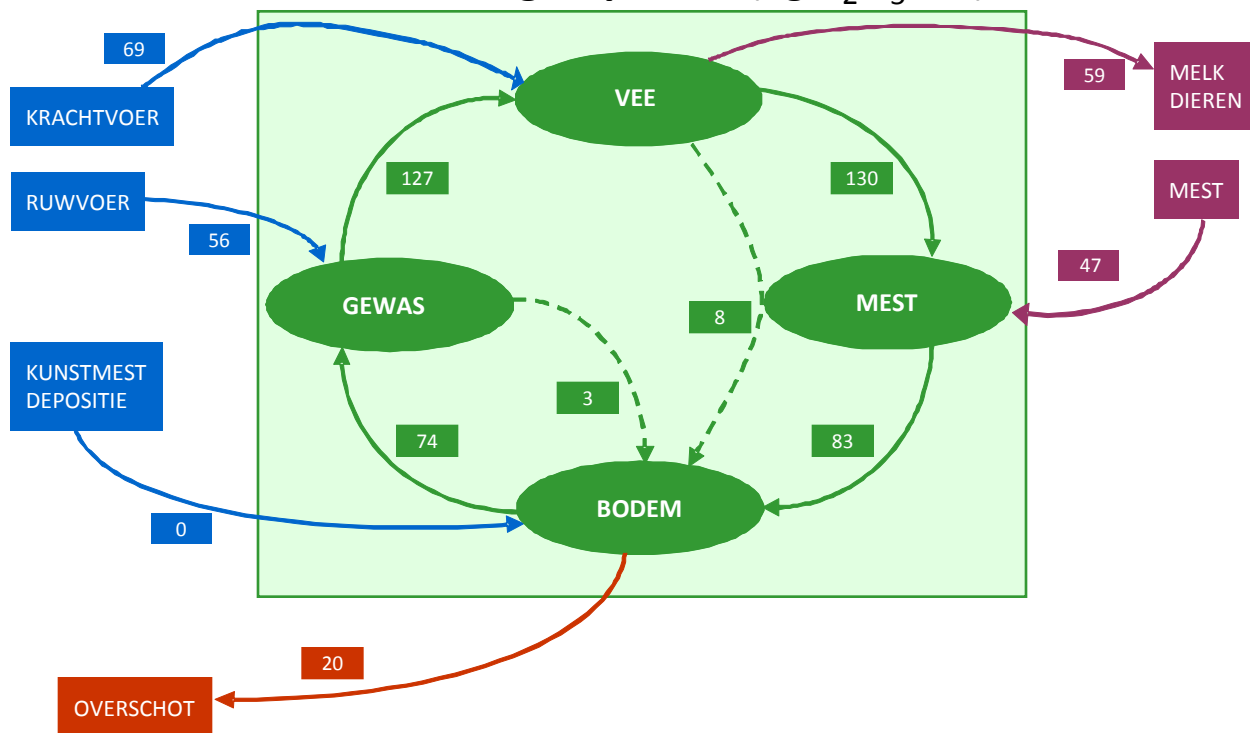 69
VEE
59
MELK
DIEREN
KRACHTVOER
127
130
RUWVOER
MEST
56
47
GEWAS
MEST
8
KUNSTMEST
DEPOSITIE
3
74
83
BODEM
0
20
OVERSCHOT